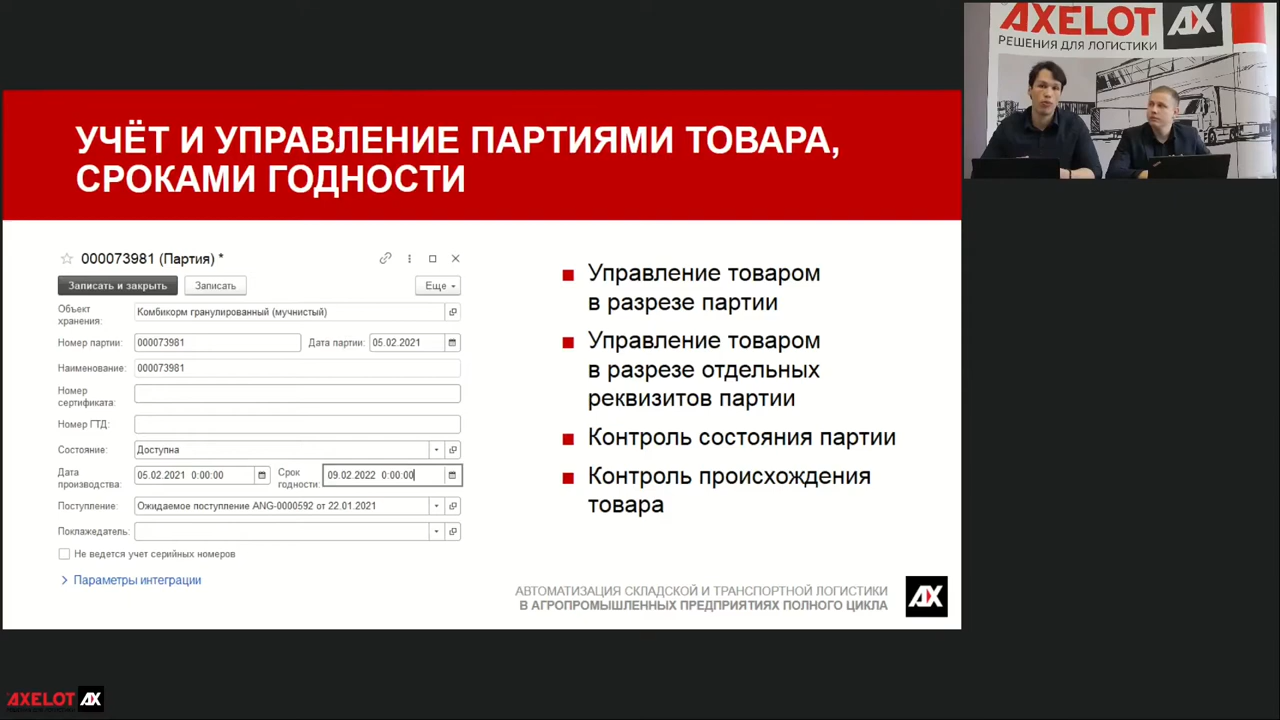 AXELOT AX
РЕШЕНИЯ ДЛЯ ЛОГИСТИКИ
УЧЁТ И УПРАВЛЕНИЕ ПАРТИЯМИ ТОВАРА,
СРОКАМИ ГОДНОСТИ
000073981 (Партия) *
Записать и закрыть Записать Еще
Объект
хранения: Комбикорм гранулированный (мучнистый)
Номер партии: 000073981 Дата партии: 05.02.2021
Наименование: 000073981
Номер
сертификата:
Номер ГТД:
Состояние: Доступна
Дата
производства: 05.02.2021 0:00:00 Срок
годности: 09.02.2022 0:00:00
Поступление: Ожидаемое поступление ANG-0000592 от 22.01.2021
Поклажедатель:
Не ведется учет серийных номеров
Параметры интеграции
Управление товаром
в разрезе партии
Управление товаром
в разрезе отдельных
реквизитов партии
Контроль состояния партии
Контроль происхождения
товара
АВТОМАТИЗАЦИЯ СКЛАДСКОЙ И ТРАНСПОРТНОЙ ЛОГИСТИКИ
В АГРОПРОМЫШЛЕННЫХ ПРЕДПРИЯТИЯХ ПОЛНОГО ЦИКЛА
AX
AXELOT AX
РЕШЕНИЯ ДЛЯ ЛОГИСТИКИ